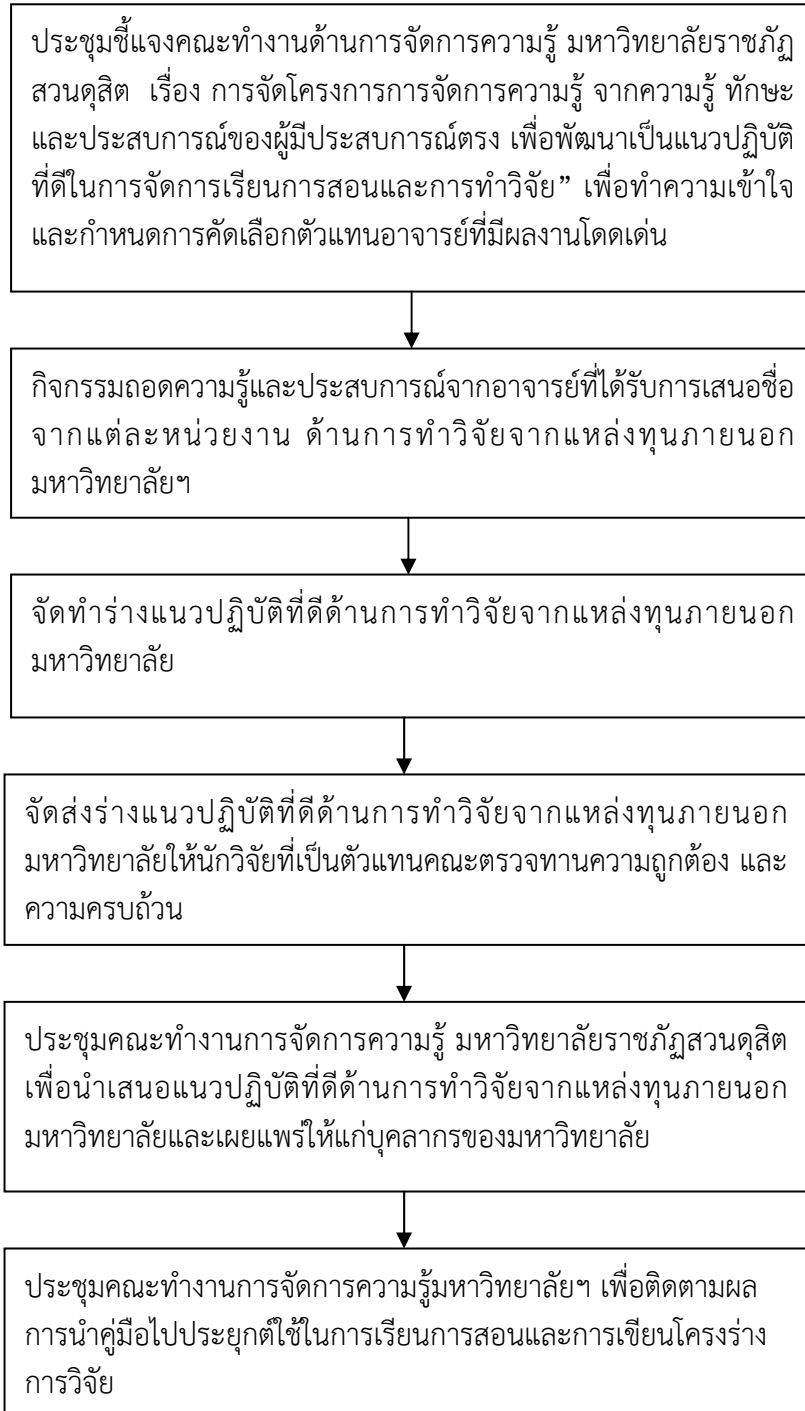 ประชุมชี้แจงคณะทำงานด้านการจัดการความรู้ มหาวิทยาลัยราชภัฏ
สวนดุสิต เรื่อง การจัดโครงการการจัดการความรู้ จากความรู้ ทักษะ
และประสบการณ์ของผู้มีประสบการณ์ตรง เพื่อพัฒนาเป็นแนวปฏิบัติ
ที่ดีในการจัดการเรียนการสอนและการทำวิจัย” เพื่อทำความเข้าใจ
และกำหนดการคัดเลือกตัวแทนอาจารย์ที่มีผลงานโดดเด่น
กิจกรรมถอดความรู้และประสบการณ์จากอาจารย์ที่ได้รับการเสนอชื่อ
จากแต่ละหน่วยงาน ด้านการทำวิจัยจากแหล่งทุนภายนอก
มหาวิทยาลัยฯ
จัดทำร่างแนวปฏิบัติที่ดีด้านการทำวิจัยจากแหล่งทุนภายนอก
มหาวิทยาลัย
จัดส่งร่างแนวปฏิบัติที่ดีด้านการทำวิจัยจากแหล่งทุนภายนอก
มหาวิทยาลัยให้นักวิจัยที่เป็นตัวแทนคณะตรวจทานความถูกต้อง และ
ความครบถ้วน
ประชุมคณะทำงานการจัดการความรู้ มหาวิทยาลัยราชภัฏสวนดุสิต
เพื่อนำเสนอแนวปฏิบัติที่ดีด้านการทำวิจัยจากแหล่งทุนภายนอก
มหาวิทยาลัยและเผยแพร่ให้แก่บุคลากรของมหาวิทยาลัย
ประชุมคณะทำงานการจัดการความรู้มหาวิทยาลัยฯ เพื่อติดตามผล
การนำคู่มือไปประยุกต์ใช้ในการเรียนการสอนและการเขียนโครงร่าง
การวิจัย